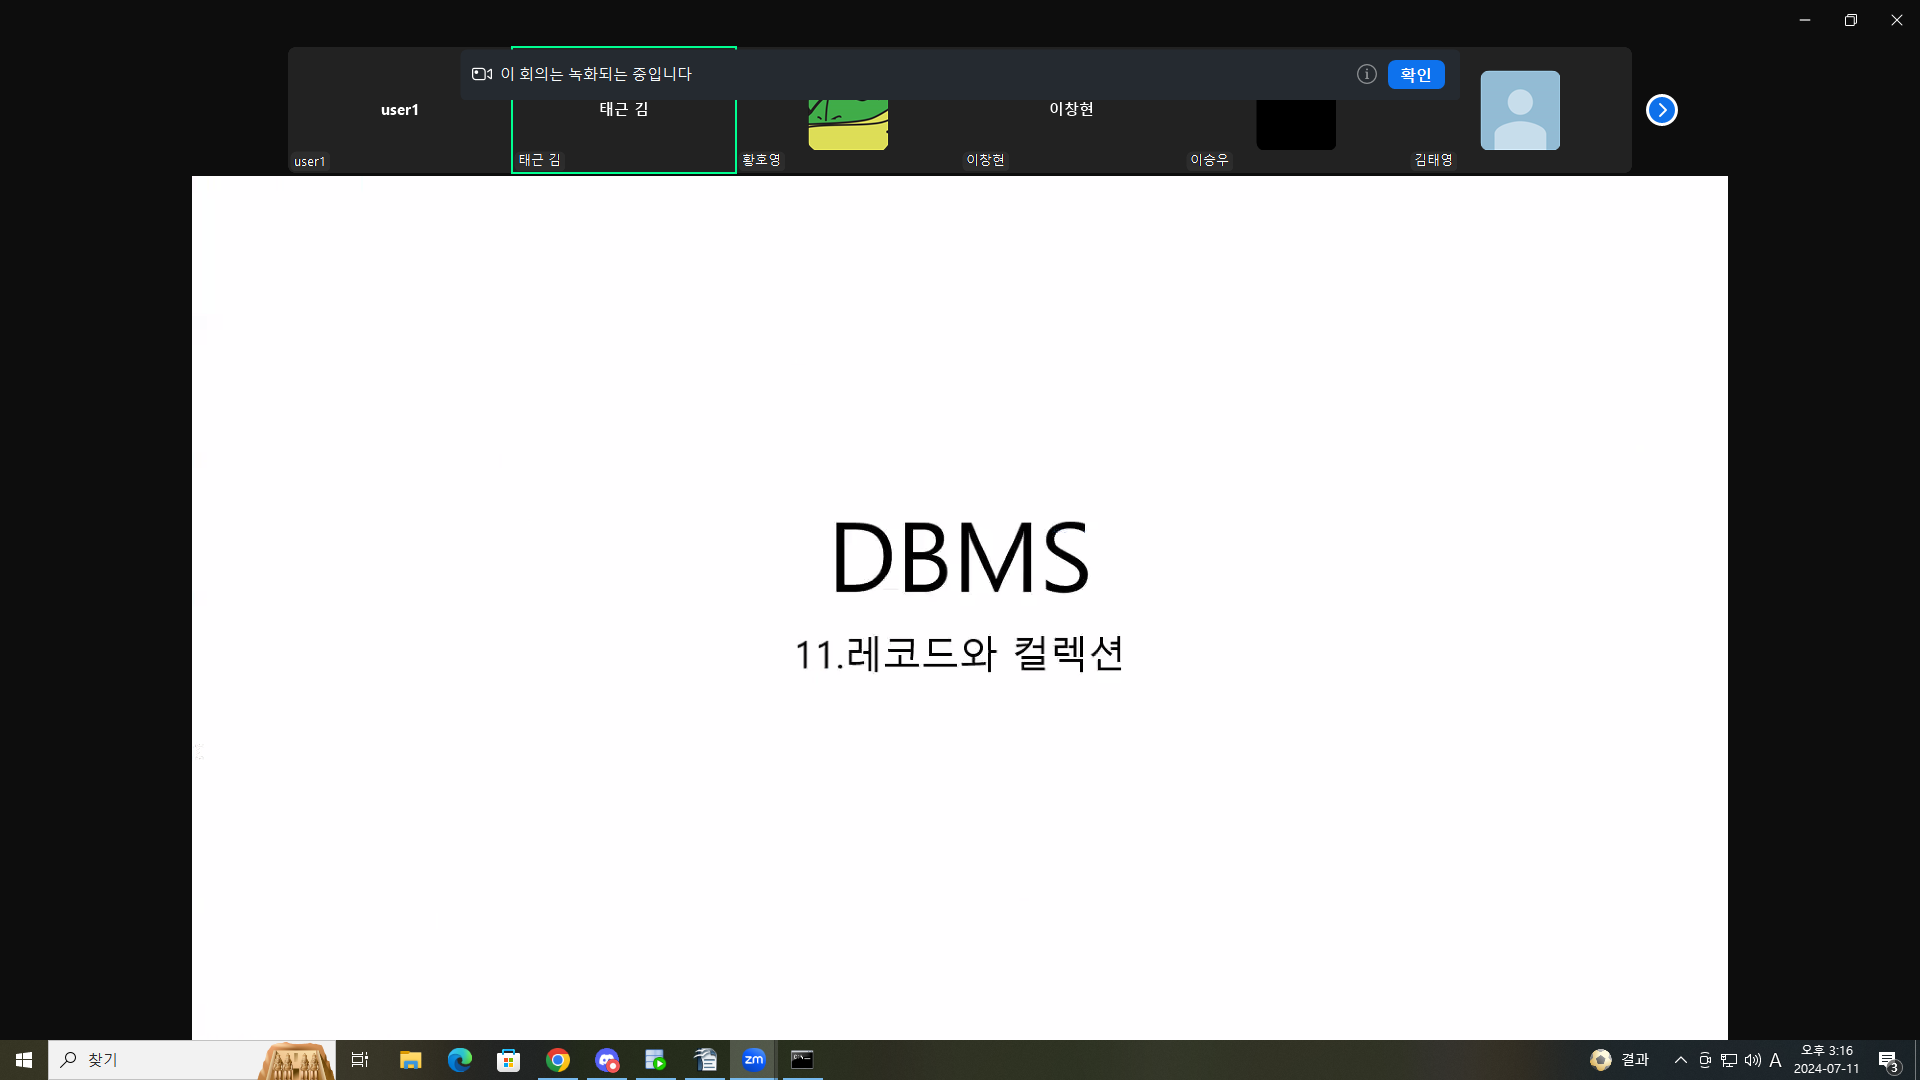 이 회의는 녹화되는 중입니다
확인
user1
태근 김
이창현
user1
태근 김
황호영
이창현
이승우
김태영
DBMS
11.레코드와 컬렉션
찾기
zm
결과
A
오후 3:16
2024-07-11
3